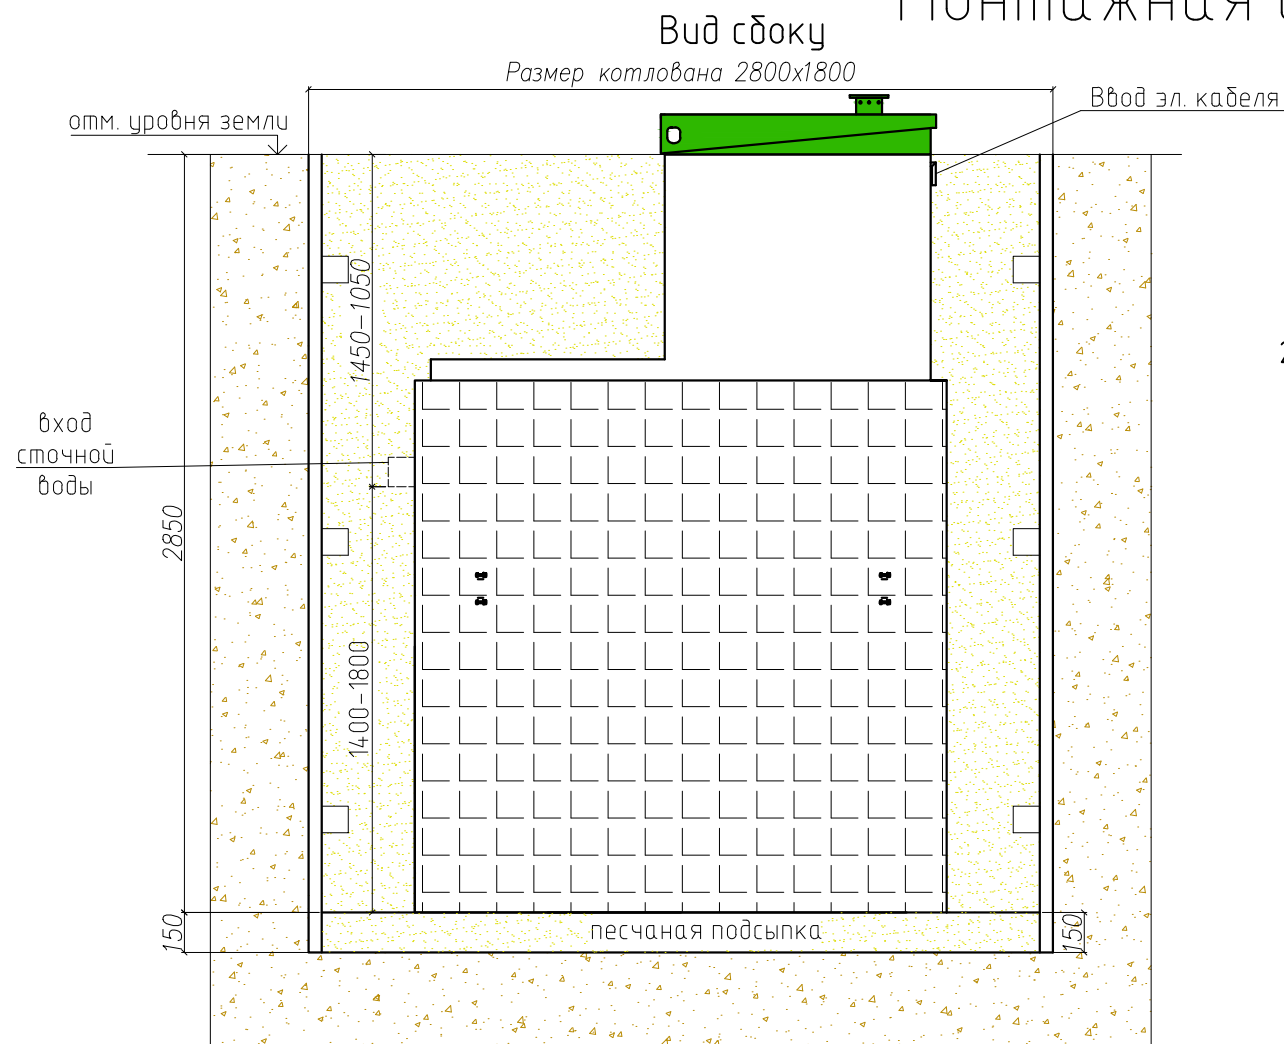 Монтажная
Вид сбоку
Размер котлована 2800х1800
Ввод эл. кабеля
отм. уровня земли
1450-1050
вход
сточной
воды
2850
1400-1800
150
песчаная подсыпка
150